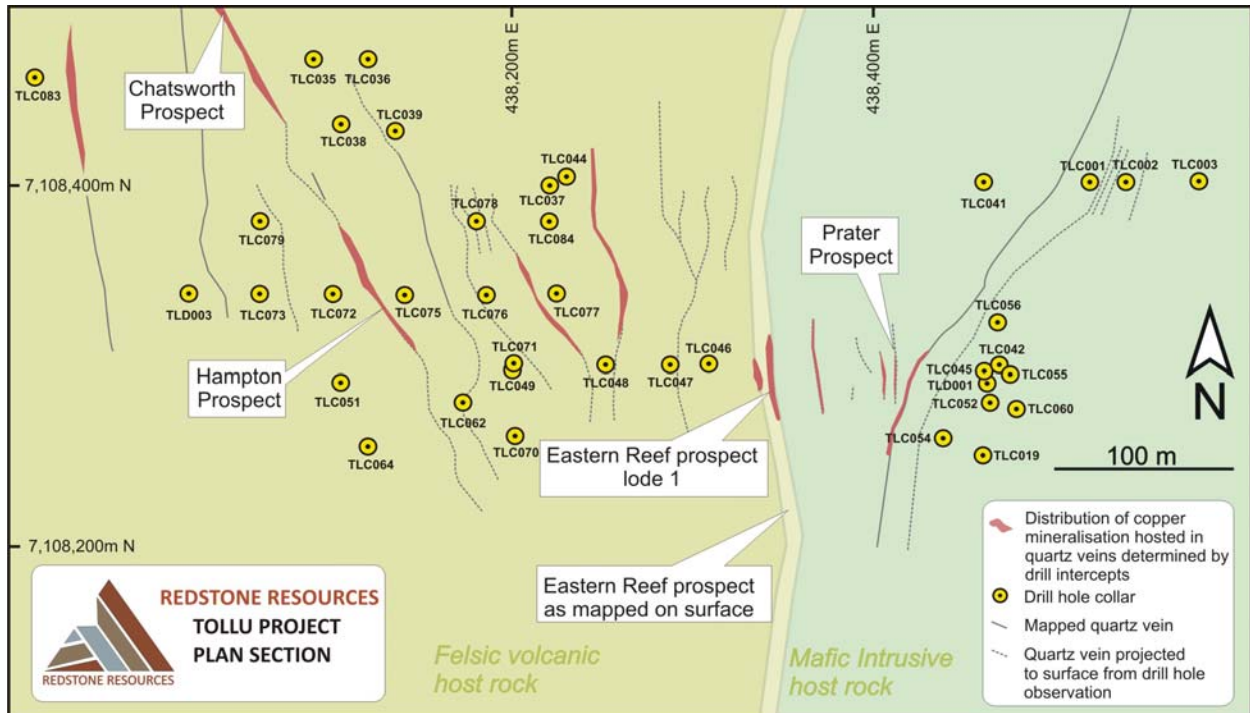 438,200m E
438,400m E
TLC083
Chatsworth
Prospect
TLC035
TLC036
TLC038
TLC039
TLC044
TLC037
TLC084
TLC078
TLC079
7,108,400m N
TLC041
TLC001
TLC002
TLC003
Prater
Prospect
TLD003
TLC073
TLC072
TLC075
TLC076
TLC077
TLC056
TLC071
TLC049
TLC048
TLC047
TLC046
TLC042
TLC045
TLC055
TLD001
TLC052
TLC060
TLC054
TLC019
Hampton
Prospect
TLC051
TLC062
TLC064
TLC070
Eastern Reef prospect
lode 1
N
100 m
7,108,200m N
Eastern Reef prospect
as mapped on surface
REDSTONE RESOURCES
TOLLU PROJECT
PLAN SECTION
REDSTONE RESOURCES
Felsic volcanic
host rock
Mafic Intrusive
host rock
Distribution of copper
mineralisation hosted in
quartz veins determined by
drill intercepts
Drill hole collar
Mapped quartz vein
Quartz vein projected
to surface from drill hole
observation